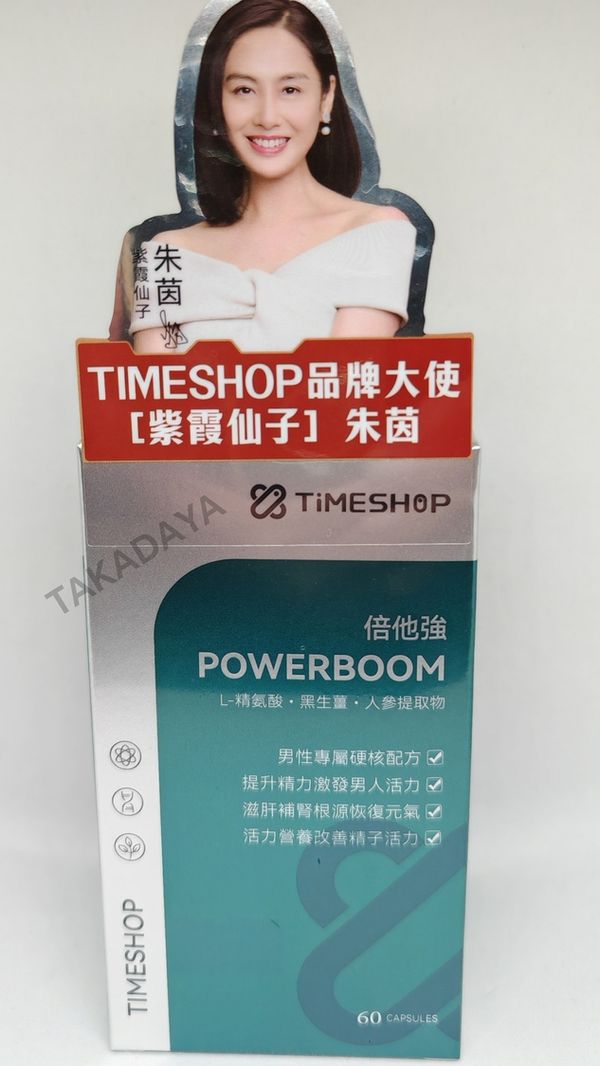 朱茵
紫霞仙子
TIMESHOP品牌大使
[紫霞仙子] 朱茵
TIMESHOP
TAKADAYA
倍他強
POWERBOOM
L-精氨酸・黑生薑・人參提取物
男性專屬硬核配方
提升精力激發男人活力
滋肝補腎根源恢復元氣
活力營養改善精子活力
TIMESHOP
60 CAPSULES